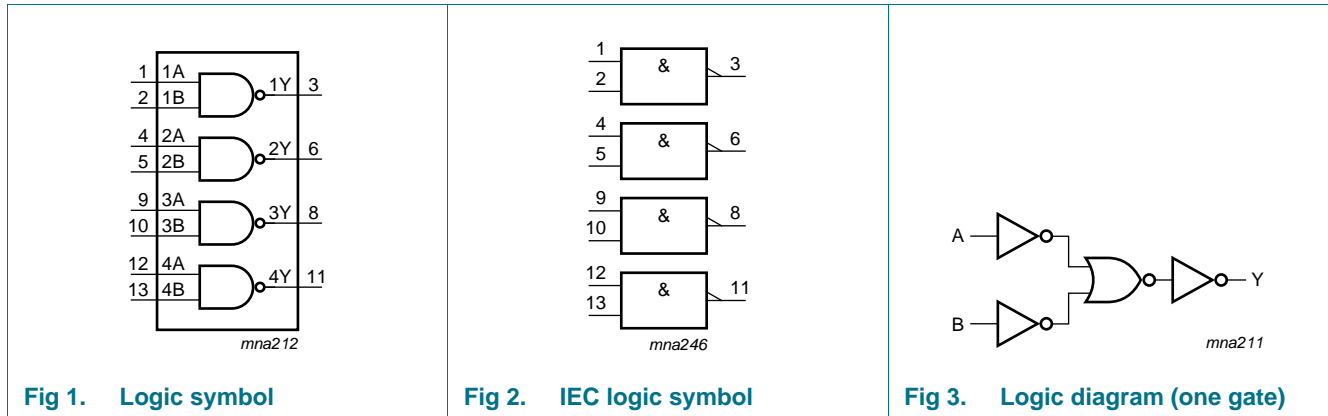 1 1A 1Y 3
2 1B
4 2A 2Y 6
5 2B
9 3A 3Y 8
10 3B
12 4A 4Y 11
13 4B
mna212
Fig 1. Logic symbol
1 & 3
2
4 & 6
5
9 & 8
10
12 & 11
13
mna246
Fig 2. IEC logic symbol
A
Y
B
mna211
Fig 3. Logic diagram (one gate)